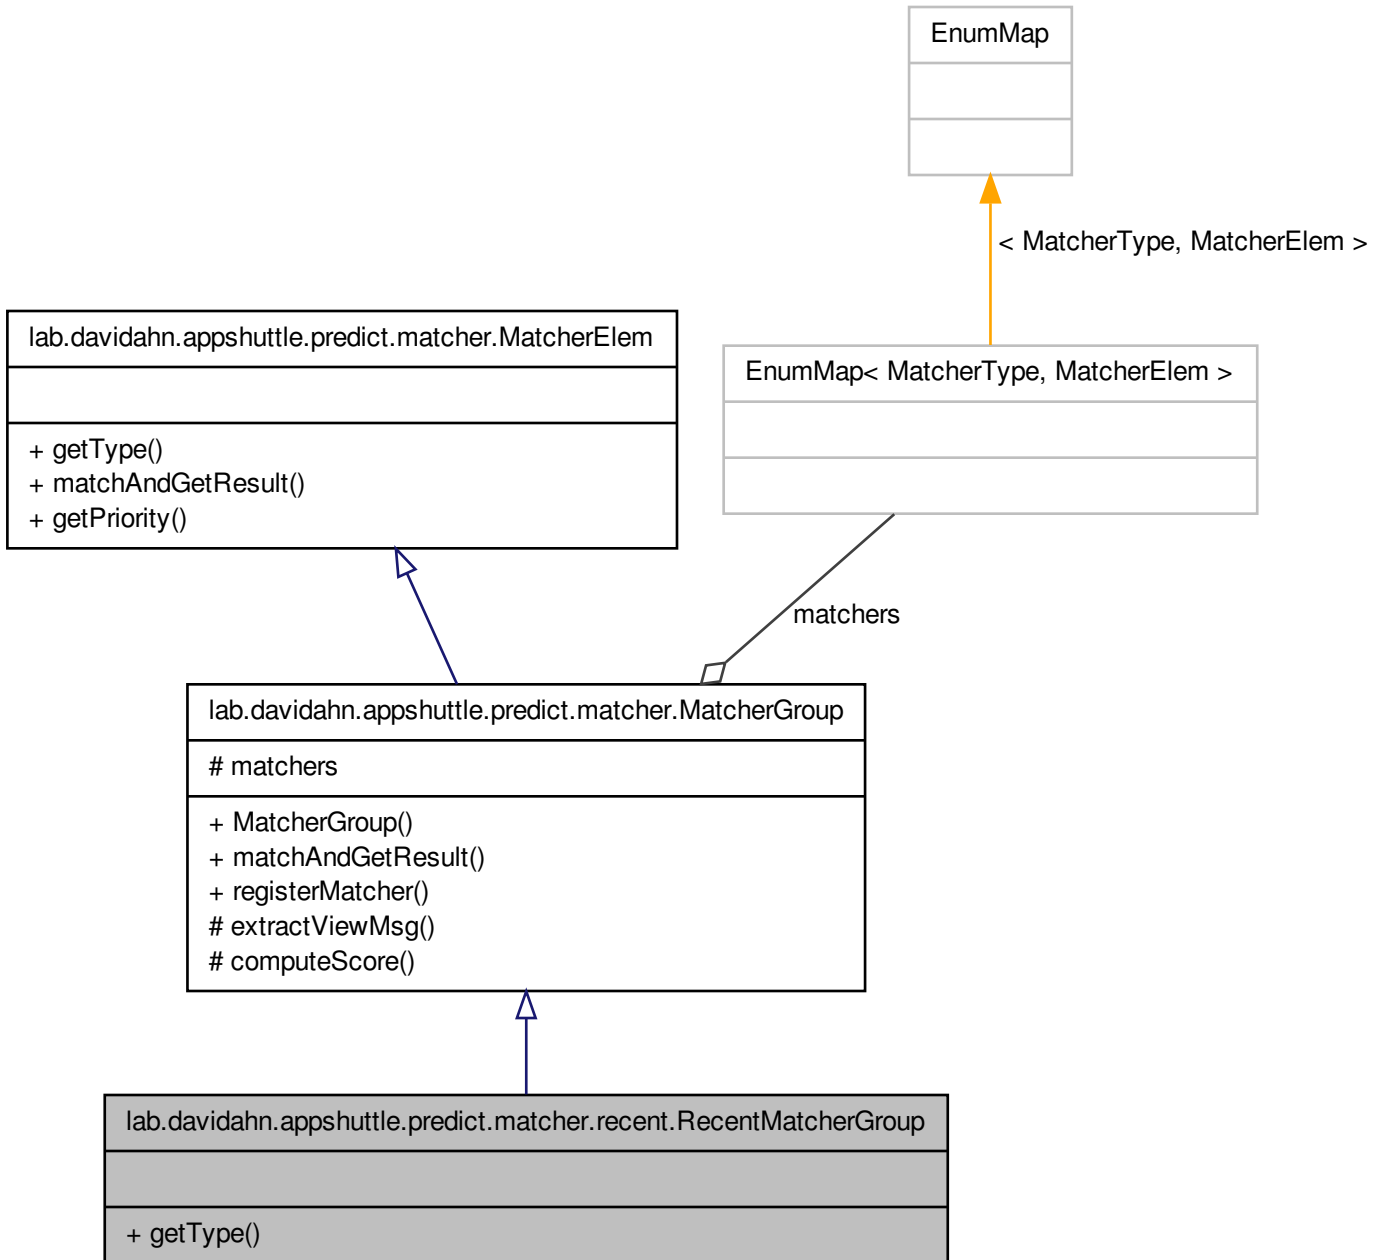 EnumMap
< MatcherType, MatcherElem >
lab.davidahn.appshuttle.predict.matcher.MatcherElem
+ getType()
+ matchAndGetResult()
+ getPriority()
EnumMap< MatcherType, MatcherElem >
matchers
lab.davidahn.appshuttle.predict.matcher.MatcherGroup
# matchers
+ MatcherGroup()
+ matchAndGetResult()
+ registerMatcher()
# extractViewMsg()
# computeScore()
lab.davidahn.appshuttle.predict.matcher.recent.RecentMatcherGroup
+ getType()